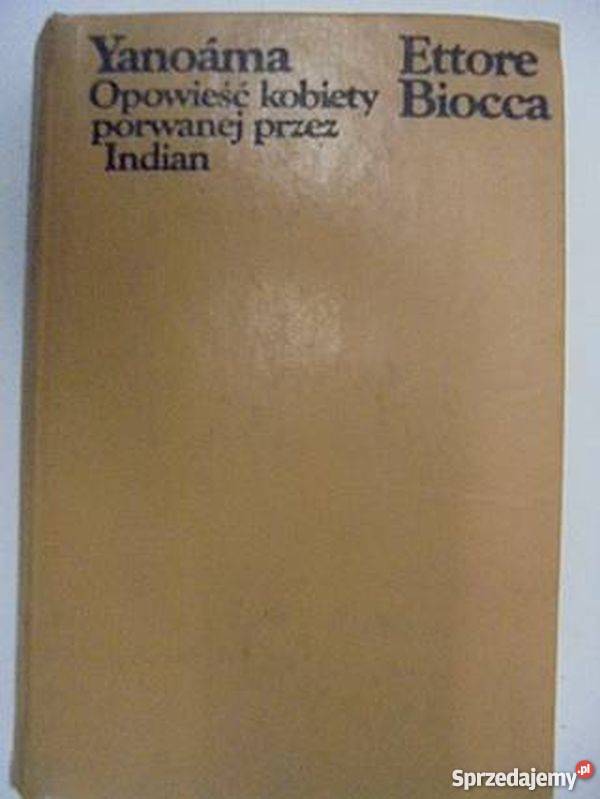 Yanoáma
Opowieść kobiety
porwanej przez
Indian
Ettore
Biocca
Sprzedajemy.pl